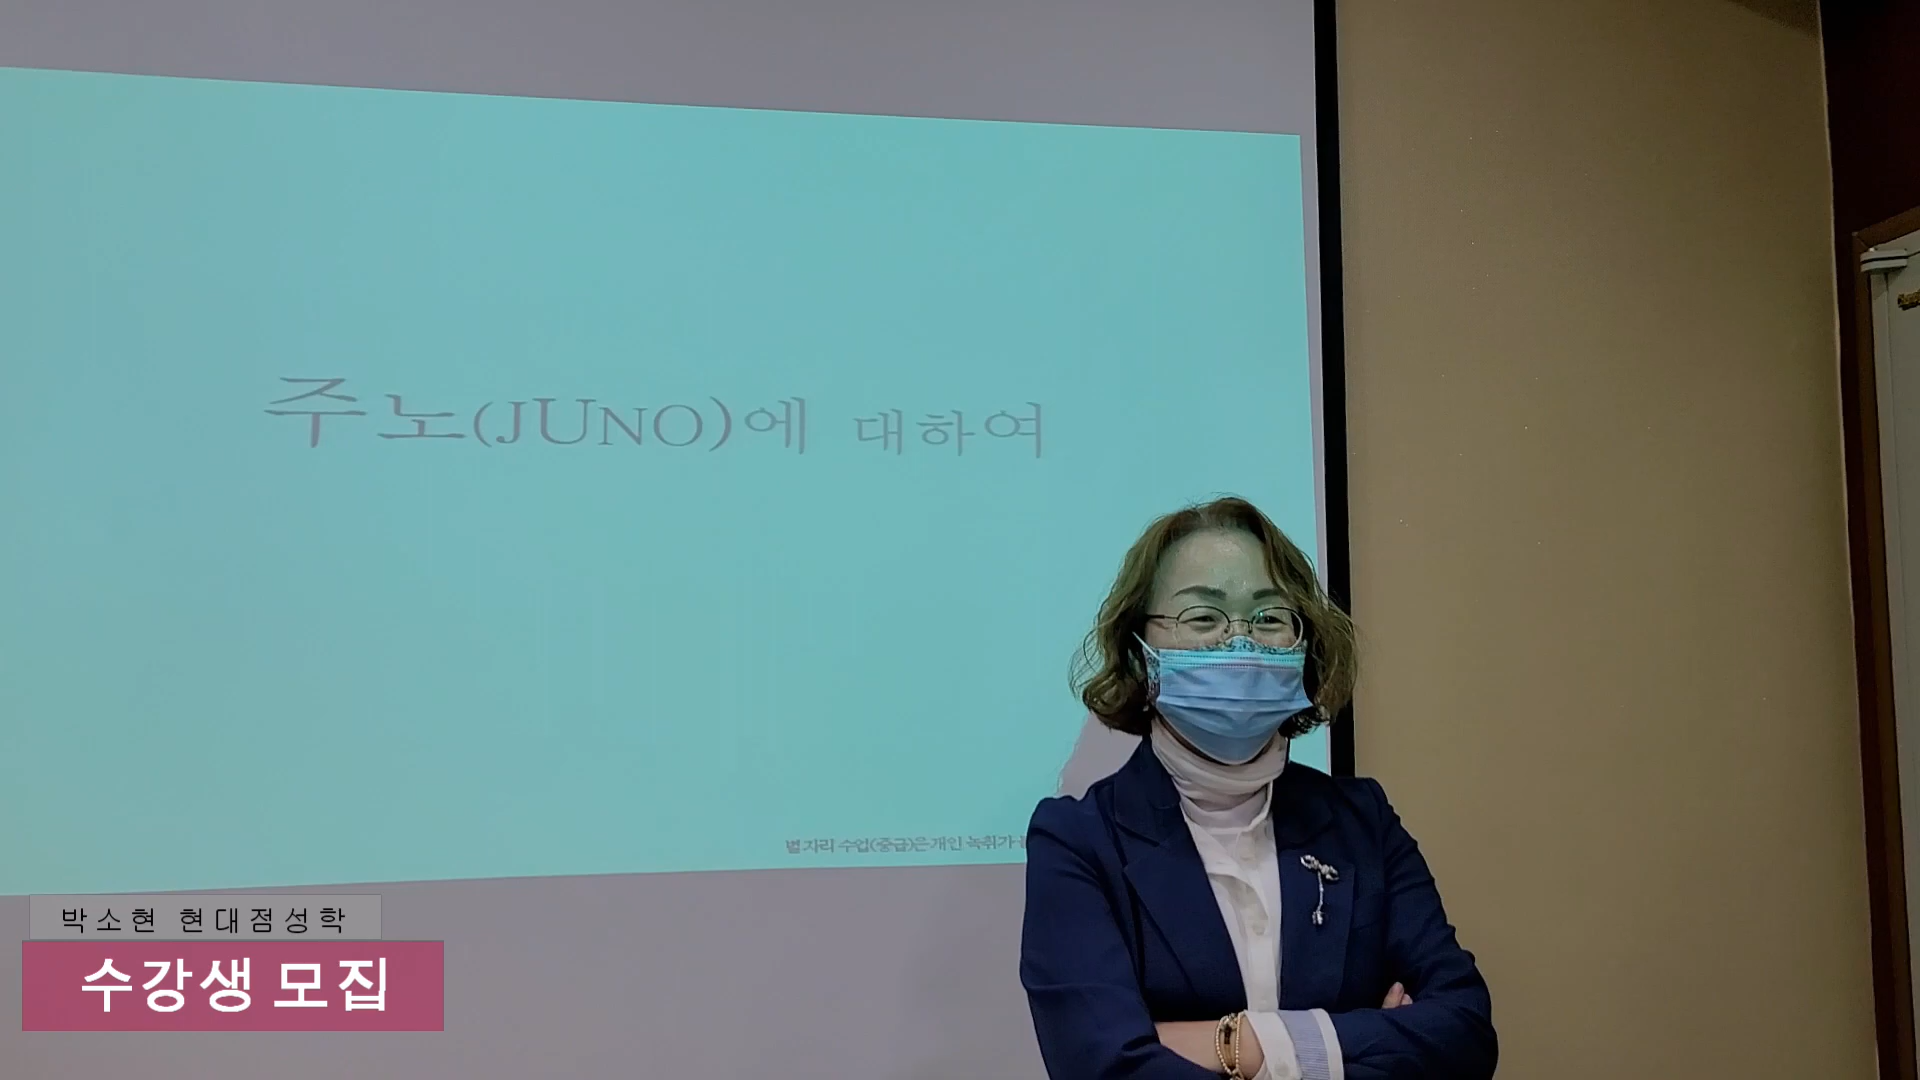 주노(JUNO)에 대하여
별자리 수업(중급)은 개인 녹취가
박소현 현대점성학
수강생 모집